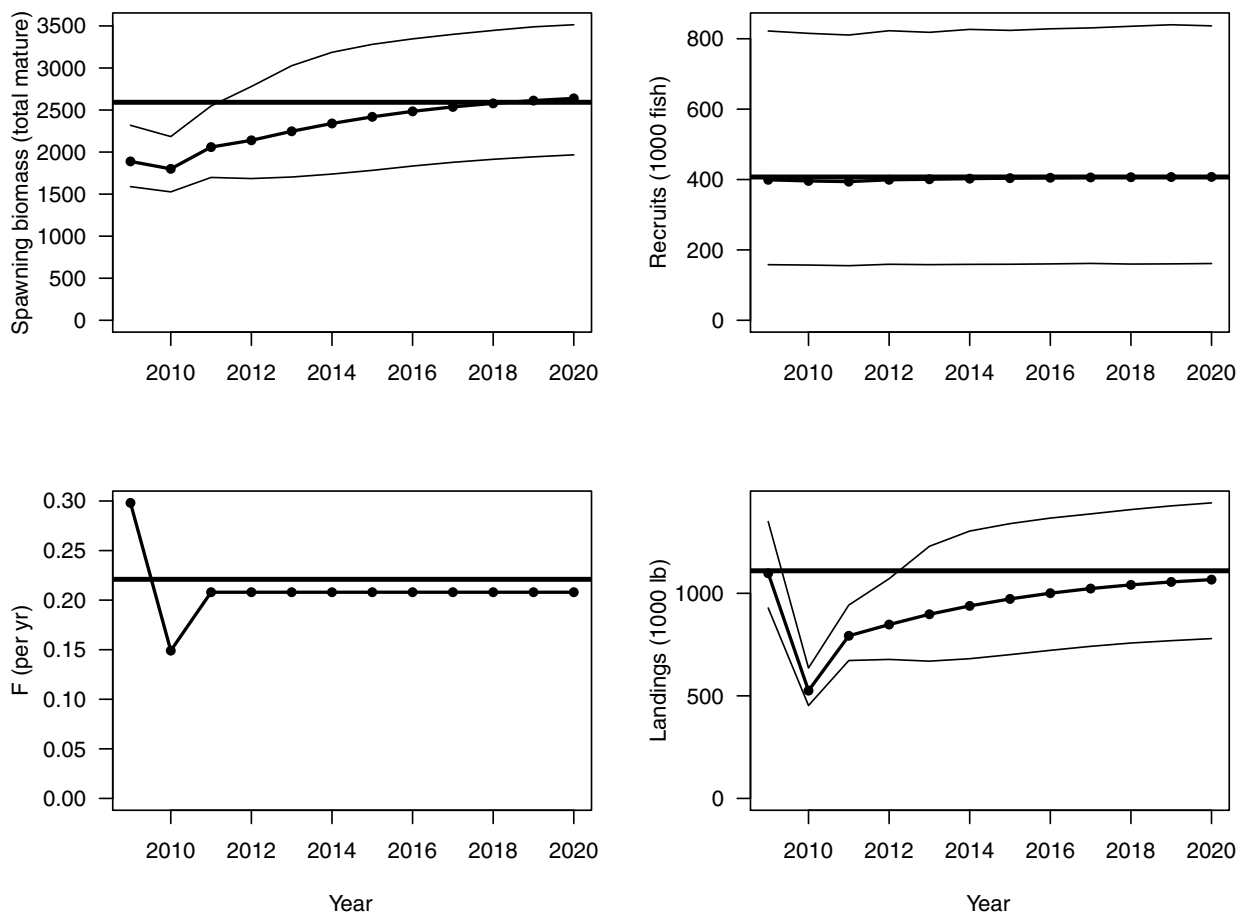 Spawning biomass (total mature)
3500
3000
2500
2000
1500
1000
500
0
2010 2012 2014 2016 2018 2020
Recruits (1000 fish)
800
600
400
200
0
2010 2012 2014 2016 2018 2020
F (per yr)
0.30
0.25
0.20
0.15
0.10
0.05
0.00
2010 2012 2014 2016 2018 2020
Year
Landings (1000 lb)
1000
500
0
2010 2012 2014 2016 2018 2020
Year